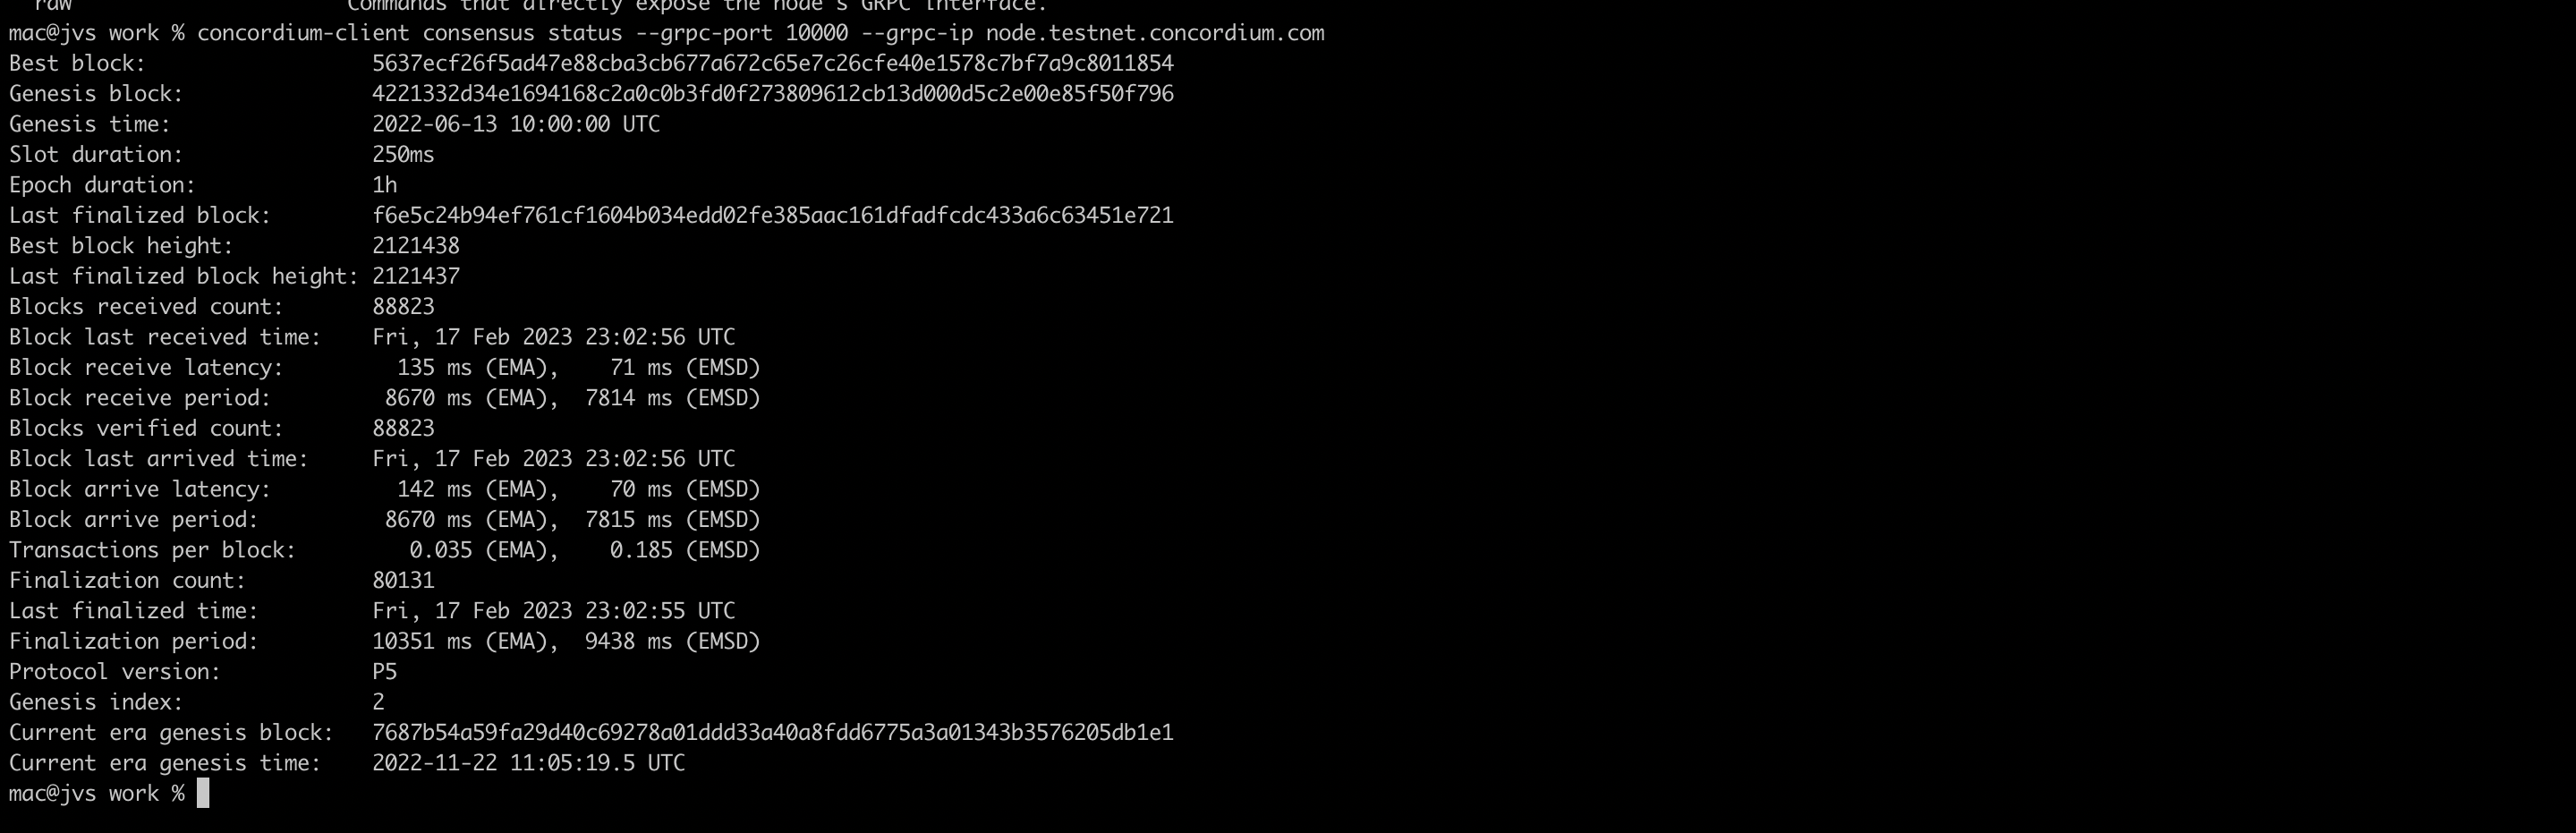 raw                      Commands that directly expose the node's GRPC interface.
mac@jvs work % concordium-client consensus status --grpc-port 10000 --grpc-ip node.testnet.concordium.com
Best block:                  5637ecf26f5ad47e88cba3cb677a672c65e7c26cfe40e1578c7bf7a9c8011854
Genesis block:               4221332d34e1694168c2a0c0b3fd0f273809612cb13d000d5c2e00e85f50f796
Genesis time:                2022-06-13 10:00:00 UTC
Slot duration:               250ms
Epoch duration:              1h
Last finalized block:        f6e5c24b94ef761cf1604b034edd02fe385aac161dfadfcdc433a6c63451e721
Best block height:           2121438
Last finalized block height: 2121437
Blocks received count:       88823
Block last received time:    Fri, 17 Feb 2023 23:02:56 UTC
Block receive latency:         135 ms (EMA),    71 ms (EMSD)
Block receive period:         8670 ms (EMA),  7814 ms (EMSD)
Blocks verified count:       88823
Block last arrived time:     Fri, 17 Feb 2023 23:02:56 UTC
Block arrive latency:          142 ms (EMA),    70 ms (EMSD)
Block arrive period:          8670 ms (EMA),  7815 ms (EMSD)
Transactions per block:         0.035 (EMA),    0.185 (EMSD)
Finalization count:          80131
Last finalized time:         Fri, 17 Feb 2023 23:02:55 UTC
Finalization period:         10351 ms (EMA),  9438 ms (EMSD)
Protocol version:            P5
Genesis index:               2
Current era genesis block:   7687b54a59fa29d40c69278a01ddd33a40a8fdd6775a3a01343b3576205db1e1
Current era genesis time:    2022-11-22 11:05:19.5 UTC
mac@jvs work %